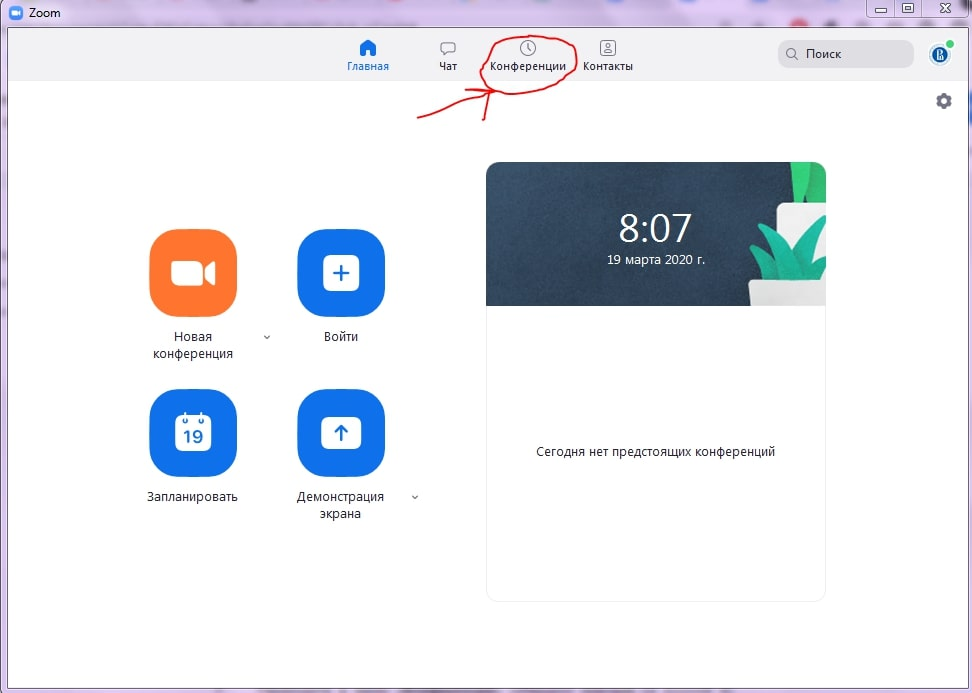 Zoom
Главная
Чат
Конференции
Контакты
Поиск
8:07
19 марта 2020 г.
Новая
конференция
Войти
19
Запланировать
Демонстрация
экрана
Сегодня нет предстоящих конференций